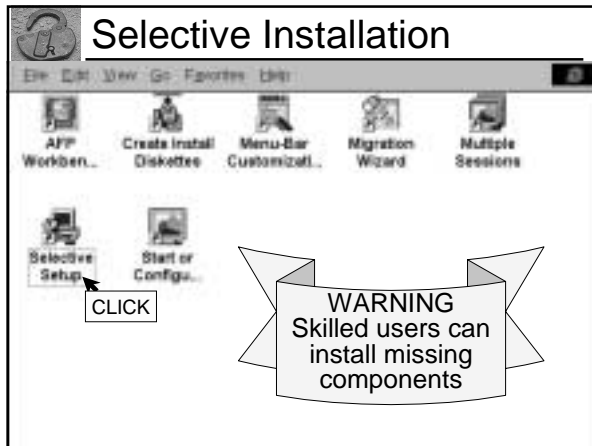 Selective Installation
File Edit View Go Favorites Help
AFP Create Install Menu-Bar Migration Multiple
Workben... Diskettes Customizati... Wizard Sessions
Selective Start or
Setup Configu...
CLICK
WARNING
Skilled users can
install missing
components